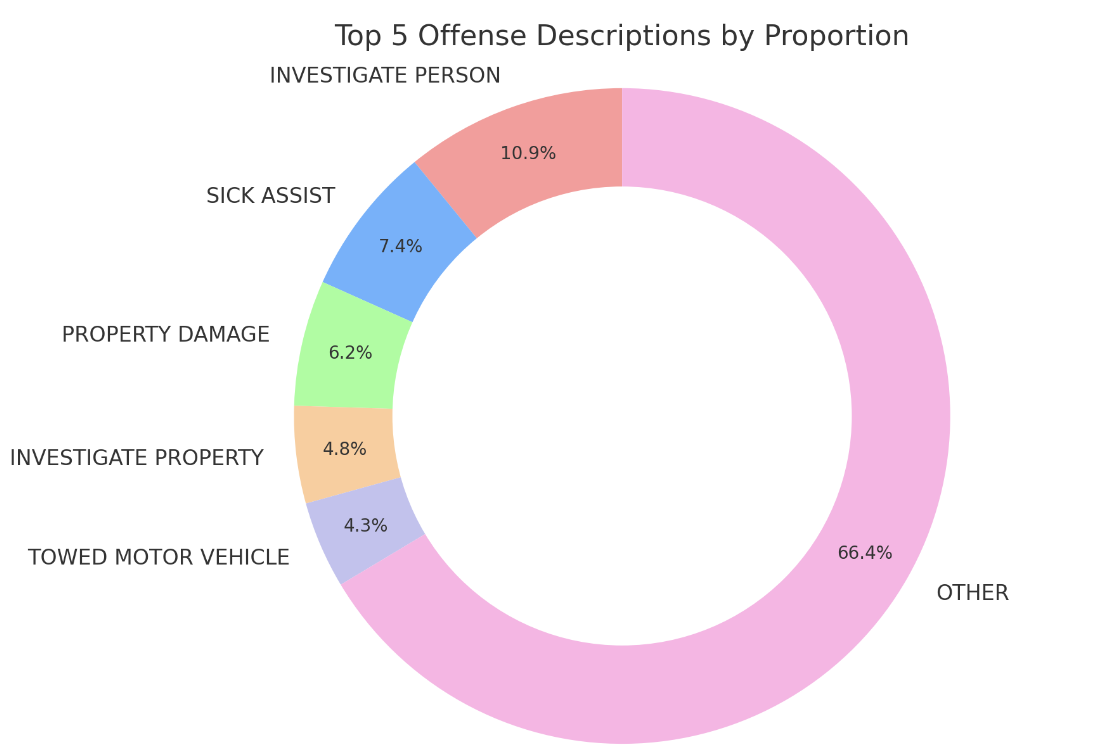 Top 5 Offense Descriptions by Proportion
INVESTIGATE PERSON
10.9%
SICK ASSIST
7.4%
PROPERTY DAMAGE
6.2%
INVESTIGATE PROPERTY
4.8%
TOWED MOTOR VEHICLE
4.3%
66.4%
OTHER